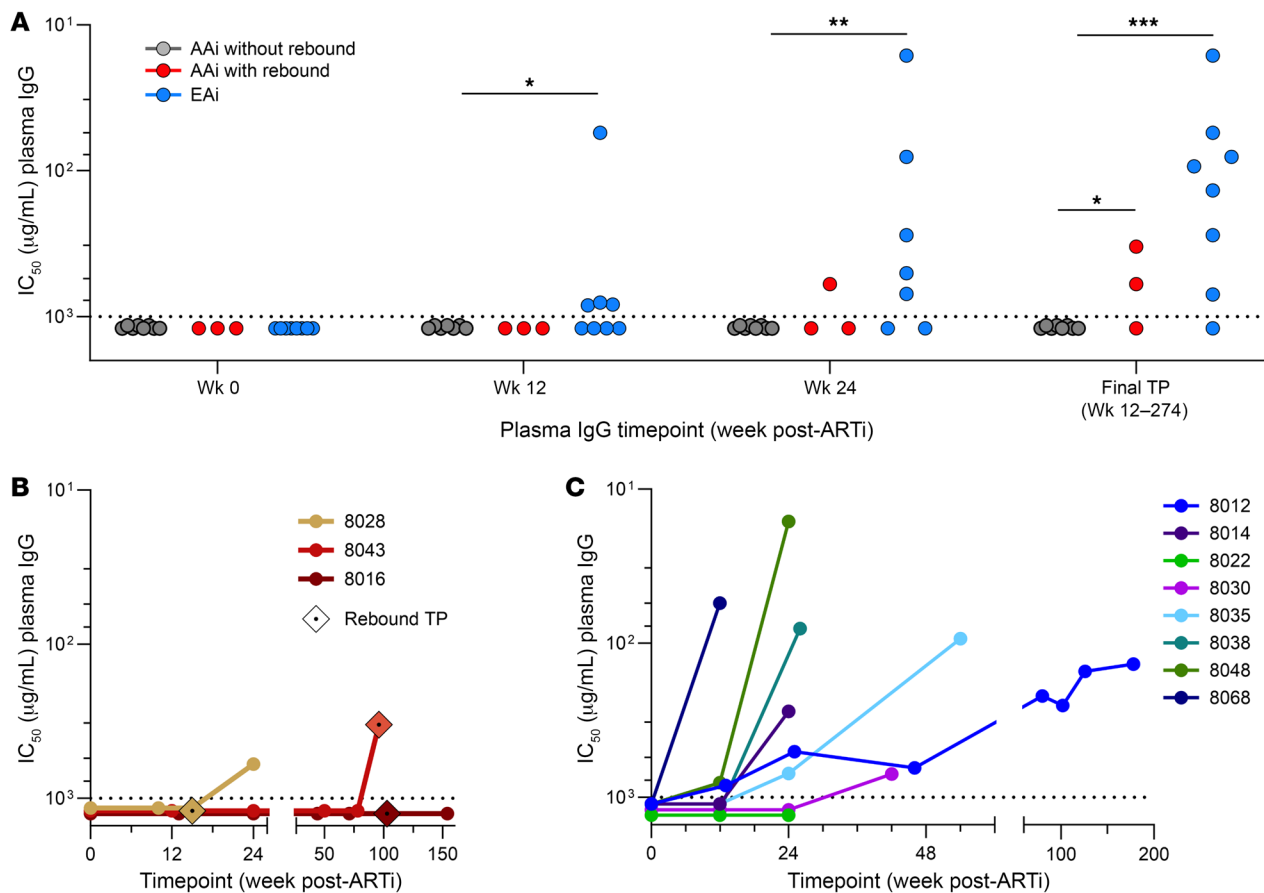 A
IC50 (μg/mL) plasma IgG
10¹
10²
10³
AAi without rebound
AAi with rebound
EAi
*
**
***
*
Wk 0
Wk 12
Wk 24
Final TP
(Wk 12–274)
Plasma IgG timepoint (week post-ARTi)
B
IC50 (μg/mL) plasma IgG
10¹
10²
10³
8028
8043
8016
Rebound TP
0
12
24
50
100
150
Timepoint (week post-ARTi)
C
IC50 (μg/mL) plasma IgG
10¹
10²
10³
8012
8014
8022
8030
8035
8038
8048
8068
0
24
48
100
200
Timepoint (week post-ARTi)